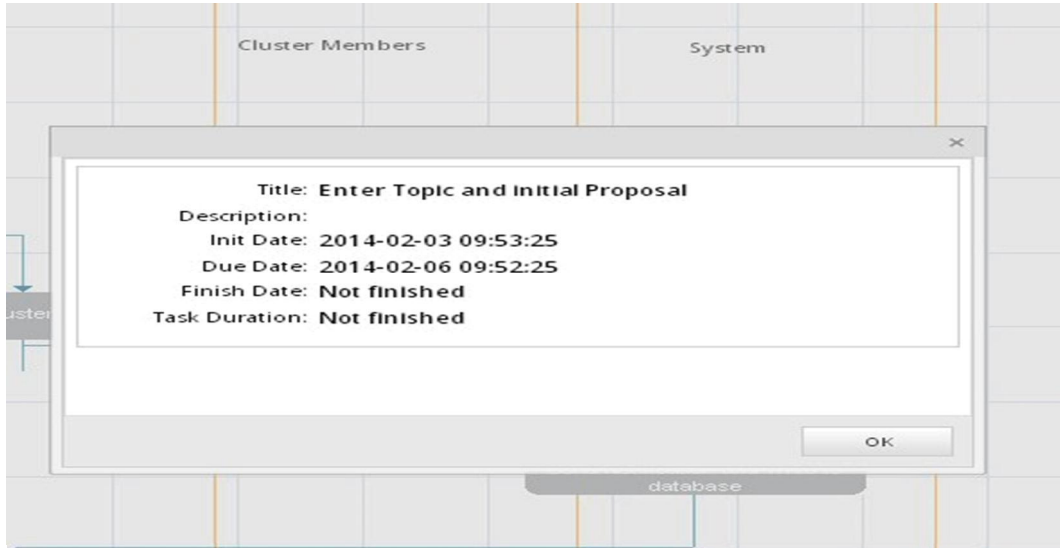 Cluster Members
System
×
Title: Enter Topic and Initial Proposal
Description:
Init Date: 2014-02-03 09:53:25
Due Date: 2014-02-06 09:52:25
Finish Date: Not finished
Task Duration: Not finished
OK
database